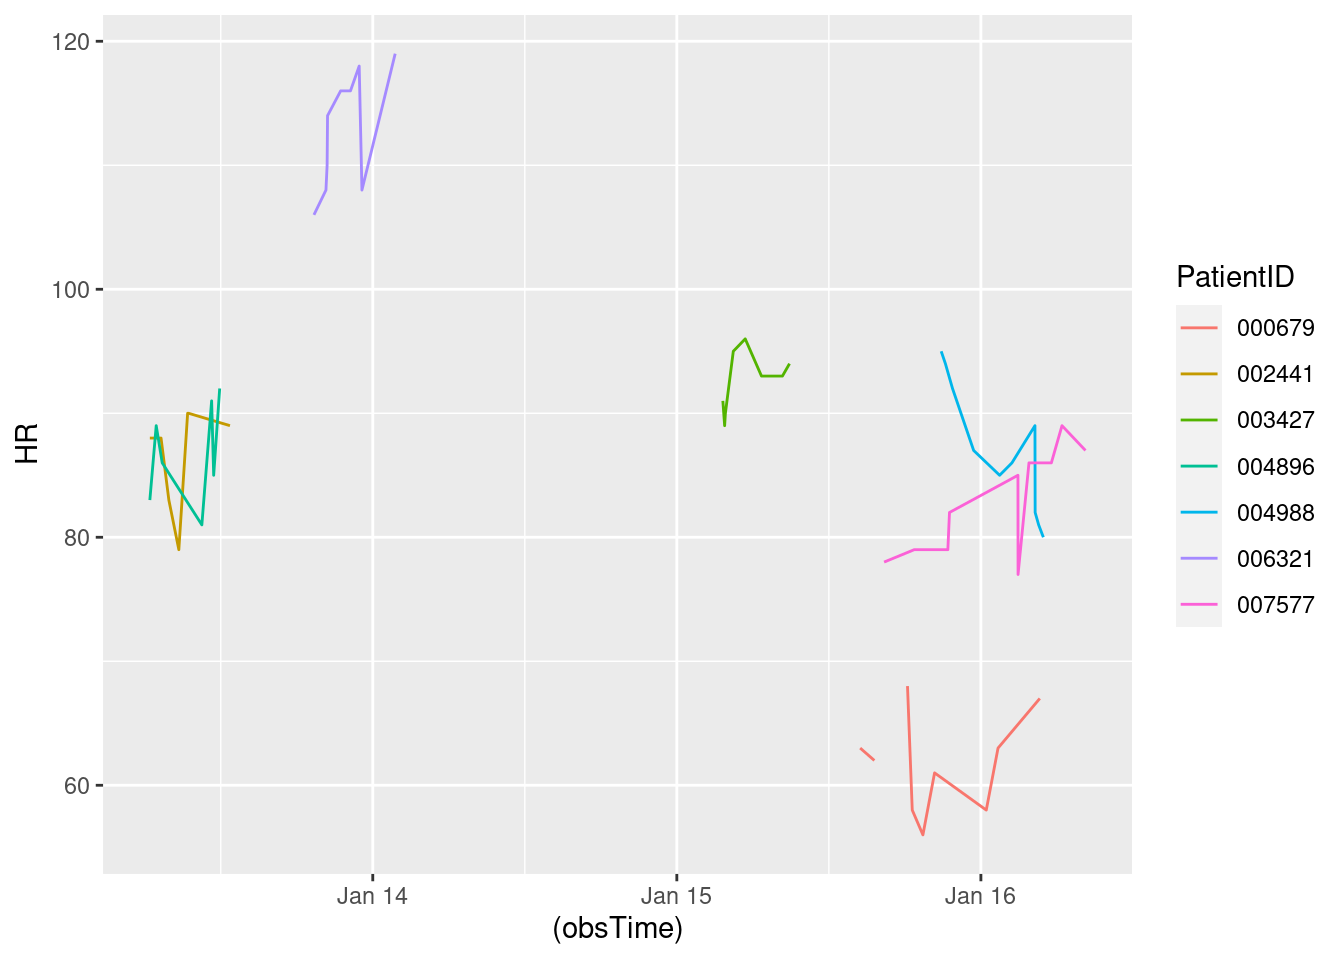 120
100
80
60
HR
Jan 14
Jan 15
Jan 16
(obsTime)
PatientID
000679
002441
003427
004896
004988
006321
007577